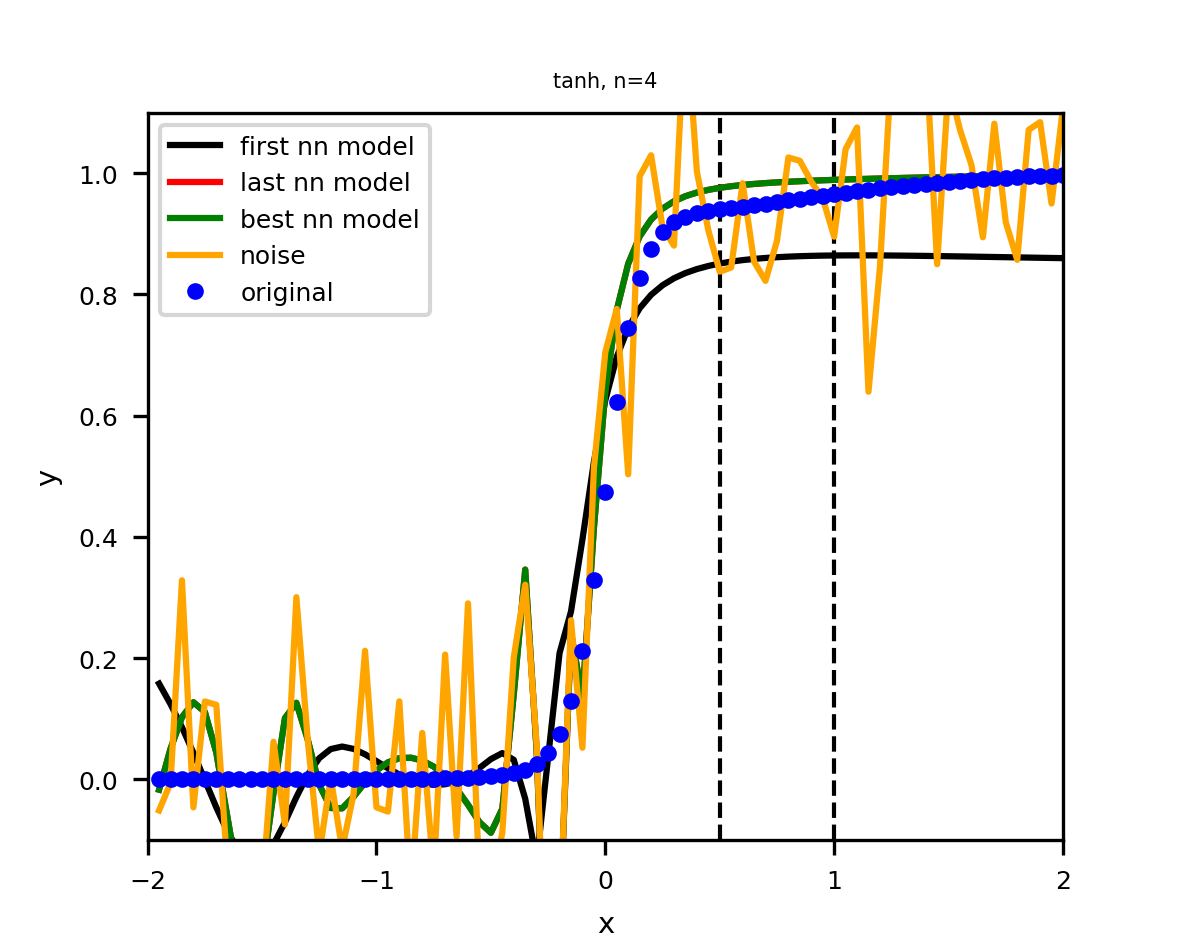 tanh, n=4
first nn model
last nn model
best nn model
noise
original
y
1.0
0.8
0.6
0.4
0.2
0.0
−2
−1
0
1
2
x